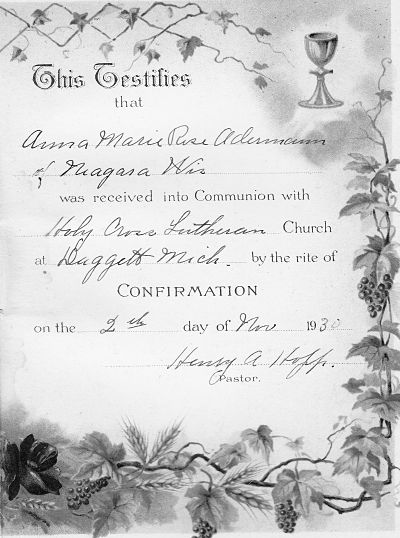 This Testifies
that
Anna Marie Rose Adermann
of Niagara Wis
was received into Communion with
Holy Cross Lutheran Church
at Daggett Mich. by the rite of
CONFIRMATION
on the 2th day of Nov 1930
Henry A Hopp.
Pastor.